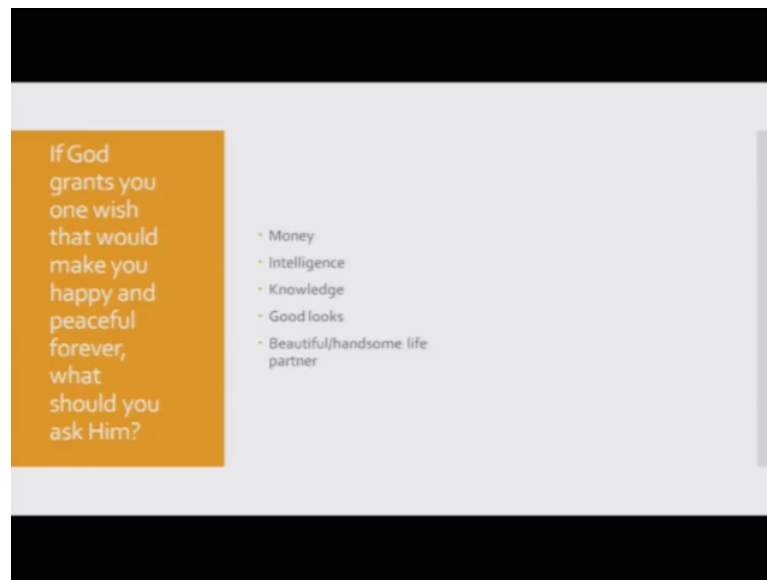 If God
grants you
one wish
that would
make you
happy and
peaceful
forever,
what
should you
ask Him?
- Money
- Intelligence
- Knowledge
- Good looks
- Beautiful/handsome life
partner